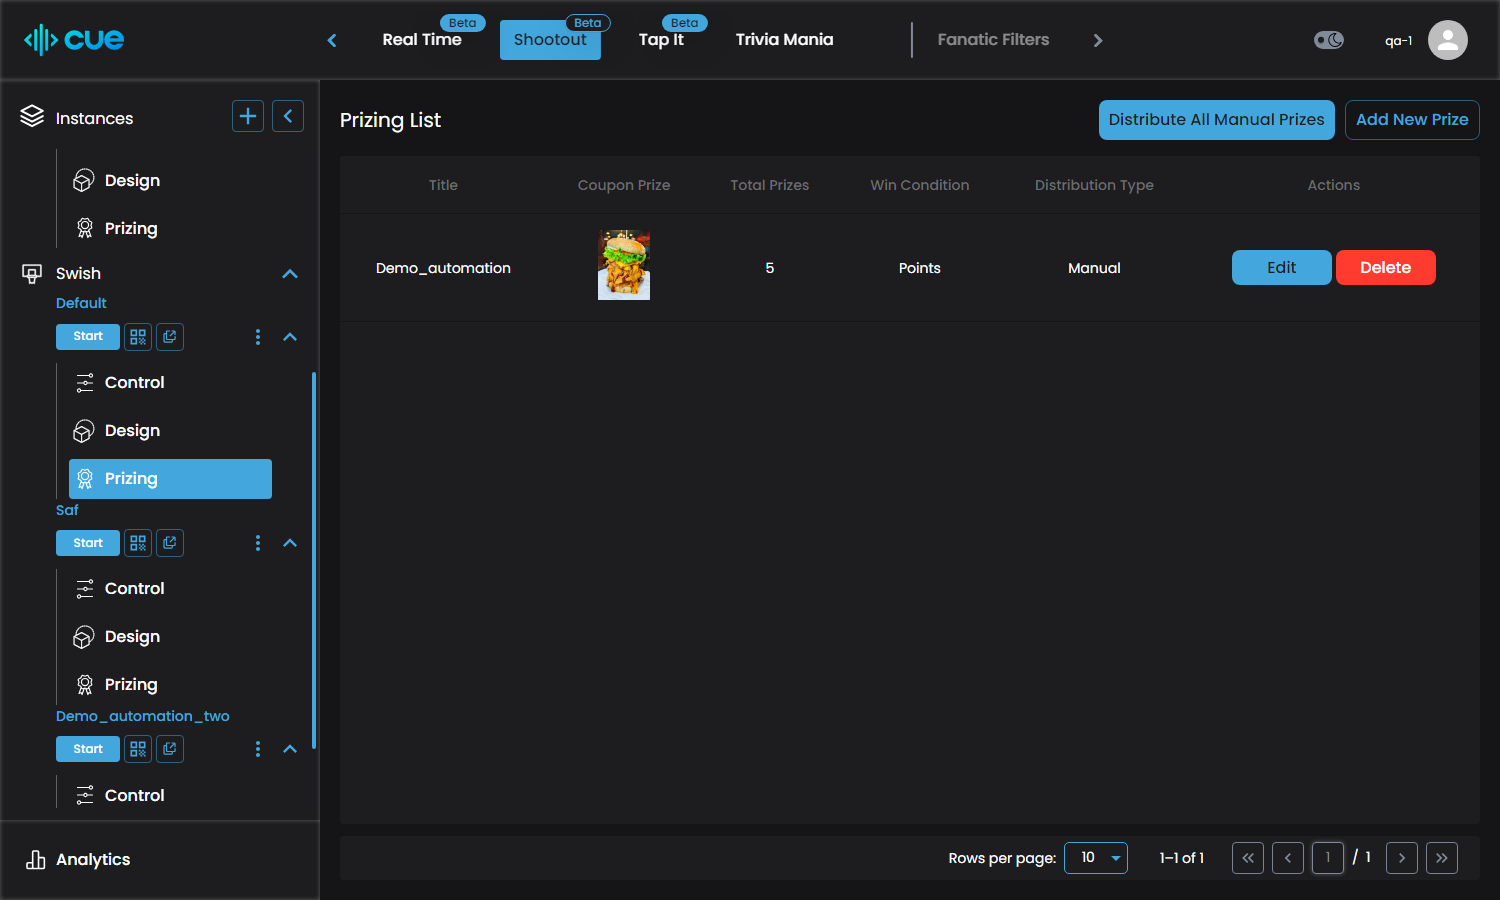 cue
Real Time
Beta
Shootout
Beta
Tap It
Beta
Trivia Mania
Fanatic Filters
qa-1
Instances
Design
Prizing
Swish
Default
Start
Control
Design
Prizing
Saf
Start
Control
Design
Prizing
Demo_automation_two
Start
Control
Analytics
Prizing List
Distribute All Manual Prizes
Add New Prize
Title Coupon Prize Total Prizes Win Condition Distribution Type Actions
Demo_automation 5 Points Manual Edit Delete
Rows per page: 10 1–1 of 1 1 / 1